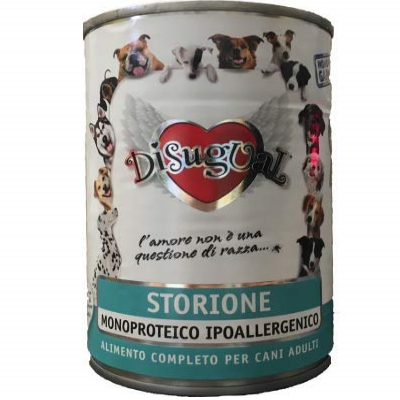 Disugual
l'amore non è una
questione di razza...
STORIONE
MONOPROTEICO IPOALLERGENICO
ALIMENTO COMPLETO PER CANI ADULTI